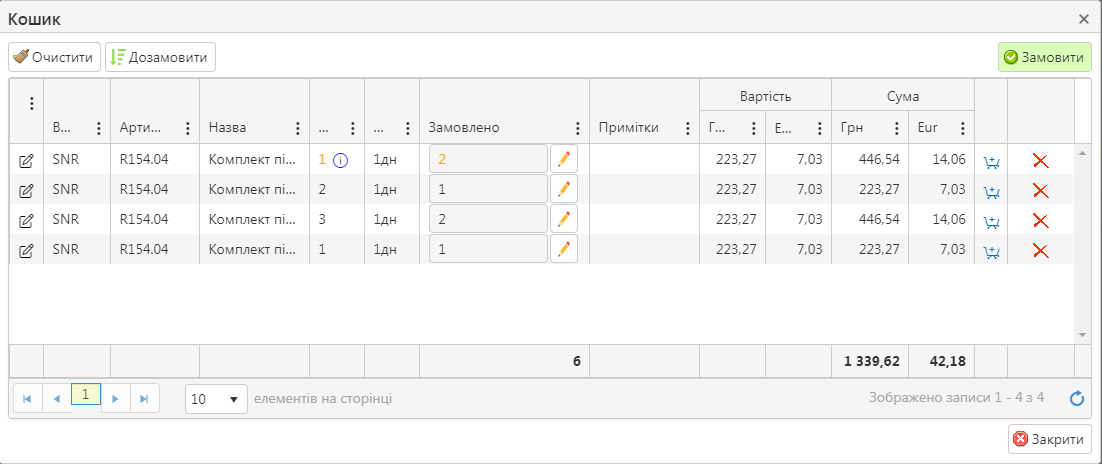 Кошик
Очистити Дозамовити Замовити
Вартість Сума
В... Арти... Назва ... ... Замовлено Примітки Г... Е... Грн Eur
SNR R154.04 Комплект пі... 1 1дн 2 223,27 7,03 446,54 14,06
SNR R154.04 Комплект пі... 2 1дн 1 223,27 7,03 223,27 7,03
SNR R154.04 Комплект пі... 3 1дн 2 223,27 7,03 446,54 14,06
SNR R154.04 Комплект пі... 1 1дн 1 223,27 7,03 223,27 7,03
6 1 339,62 42,18
1 10 елементів на сторінці Зображено записи 1 - 4 з 4
Закрити